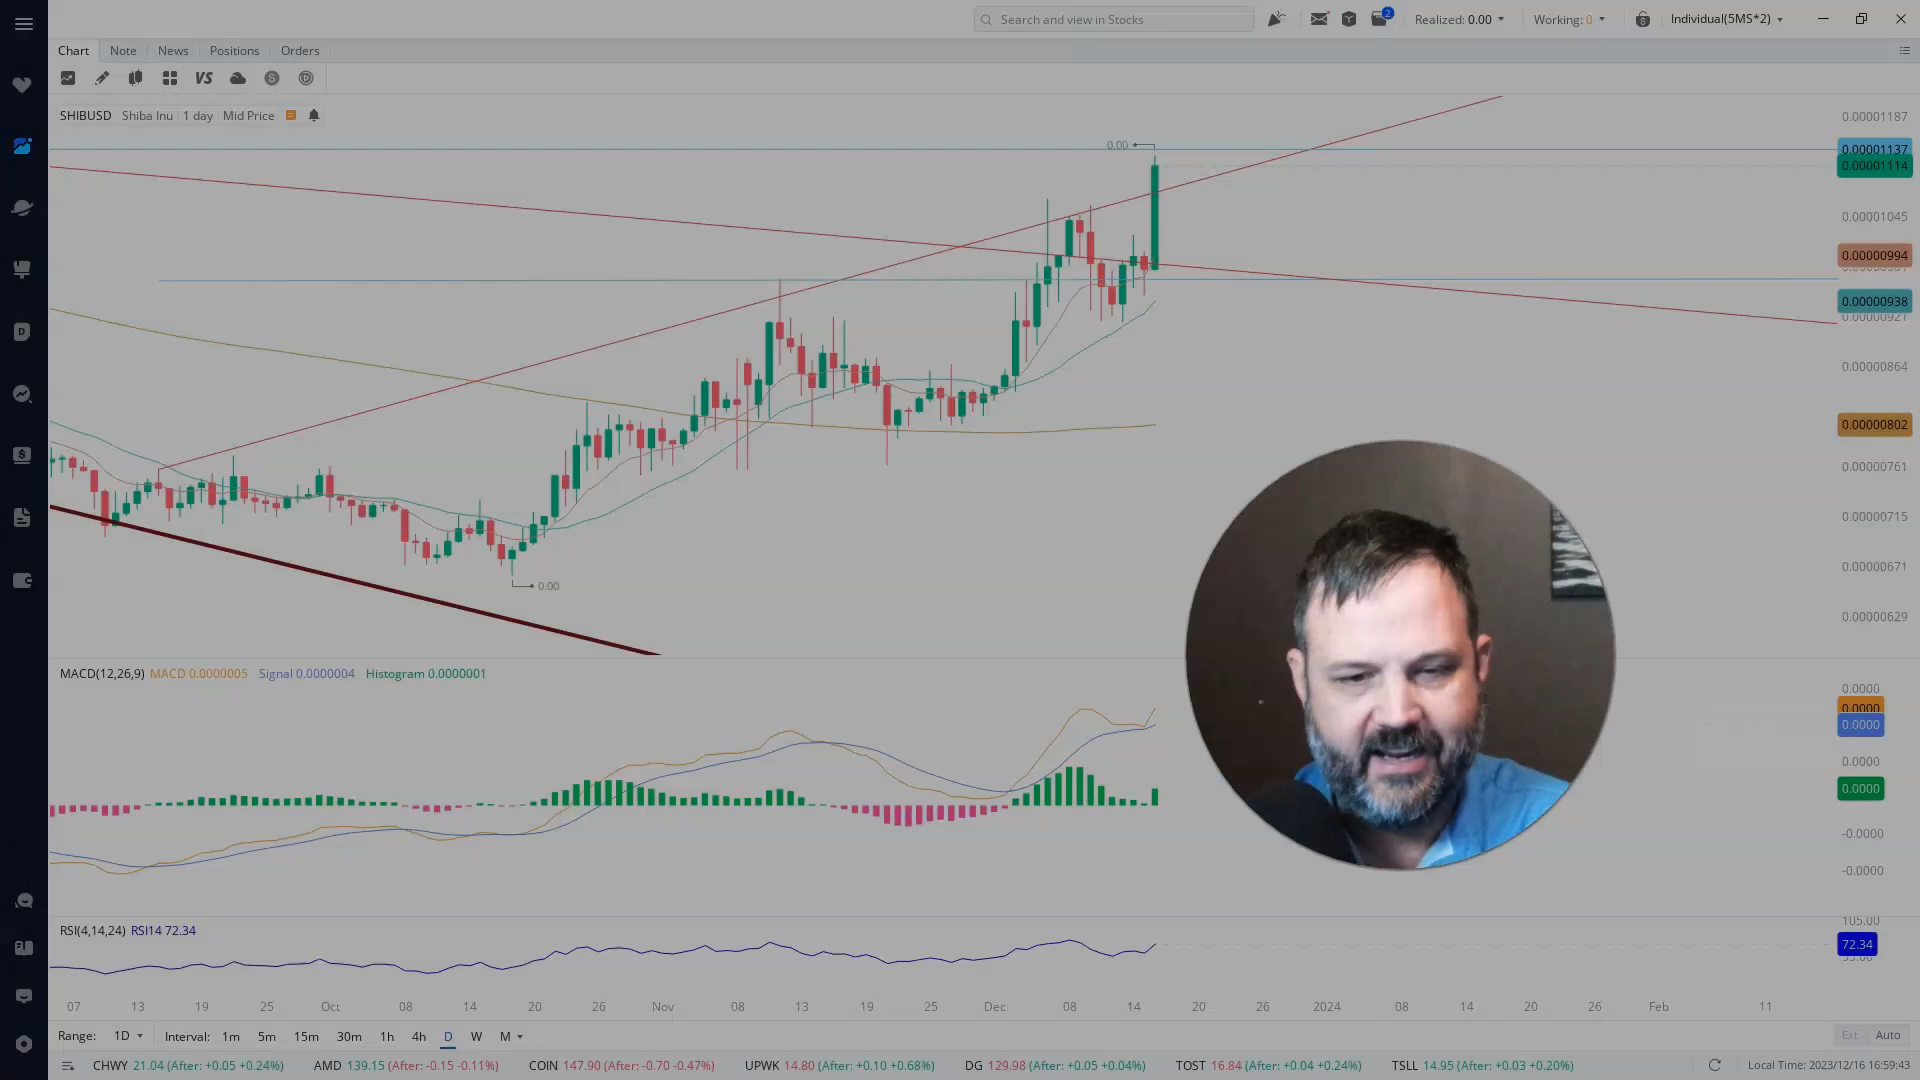 Search and view in Stocks
2
Realized: 0.00
Working: 0
Individual(5MS*2)
Chart Note News Positions Orders
VS S D
SHIBUSD Shiba Inu 1 day Mid Price
0.00001187
0.00
0.00001137
0.00001114
0.00001045
0.00000994
0.00000938
0.00000921
0.00000864
0.00000802
0.00000761
0.00000715
0.00000671
0.00
0.00000629
MACD(12,26,9) MACD 0.0000005 Signal 0.0000004 Histogram 0.0000001
0.0000
0.0000
0.0000
0.0000
0.0000
-0.0000
-0.0000
105.00
RSI(4,14,24) RSI14 72.34
72.34
07 13 19 25 Oct 08 14 20 26 Nov 08 13 19 25 Dec 08 14 20 26 2024 08 14 20 26 Feb 11
Range: 1D Interval: 1m 5m 15m 30m 1h 4h D W M
Ext. Auto
CHWY 21.04 (After: +0.05 +0.24%) AMD 139.15 (After: -0.15 -0.11%) COIN 147.90 (After: -0.70 -0.47%) UPWK 14.80 (After: +0.10 +0.68%) DG 129.98 (After: +0.05 +0.04%) TOST 16.84 (After: +0.04 +0.24%) TSLL 14.95 (After: +0.03 +0.20%)
Local Time: 2023/12/16 16:59:43